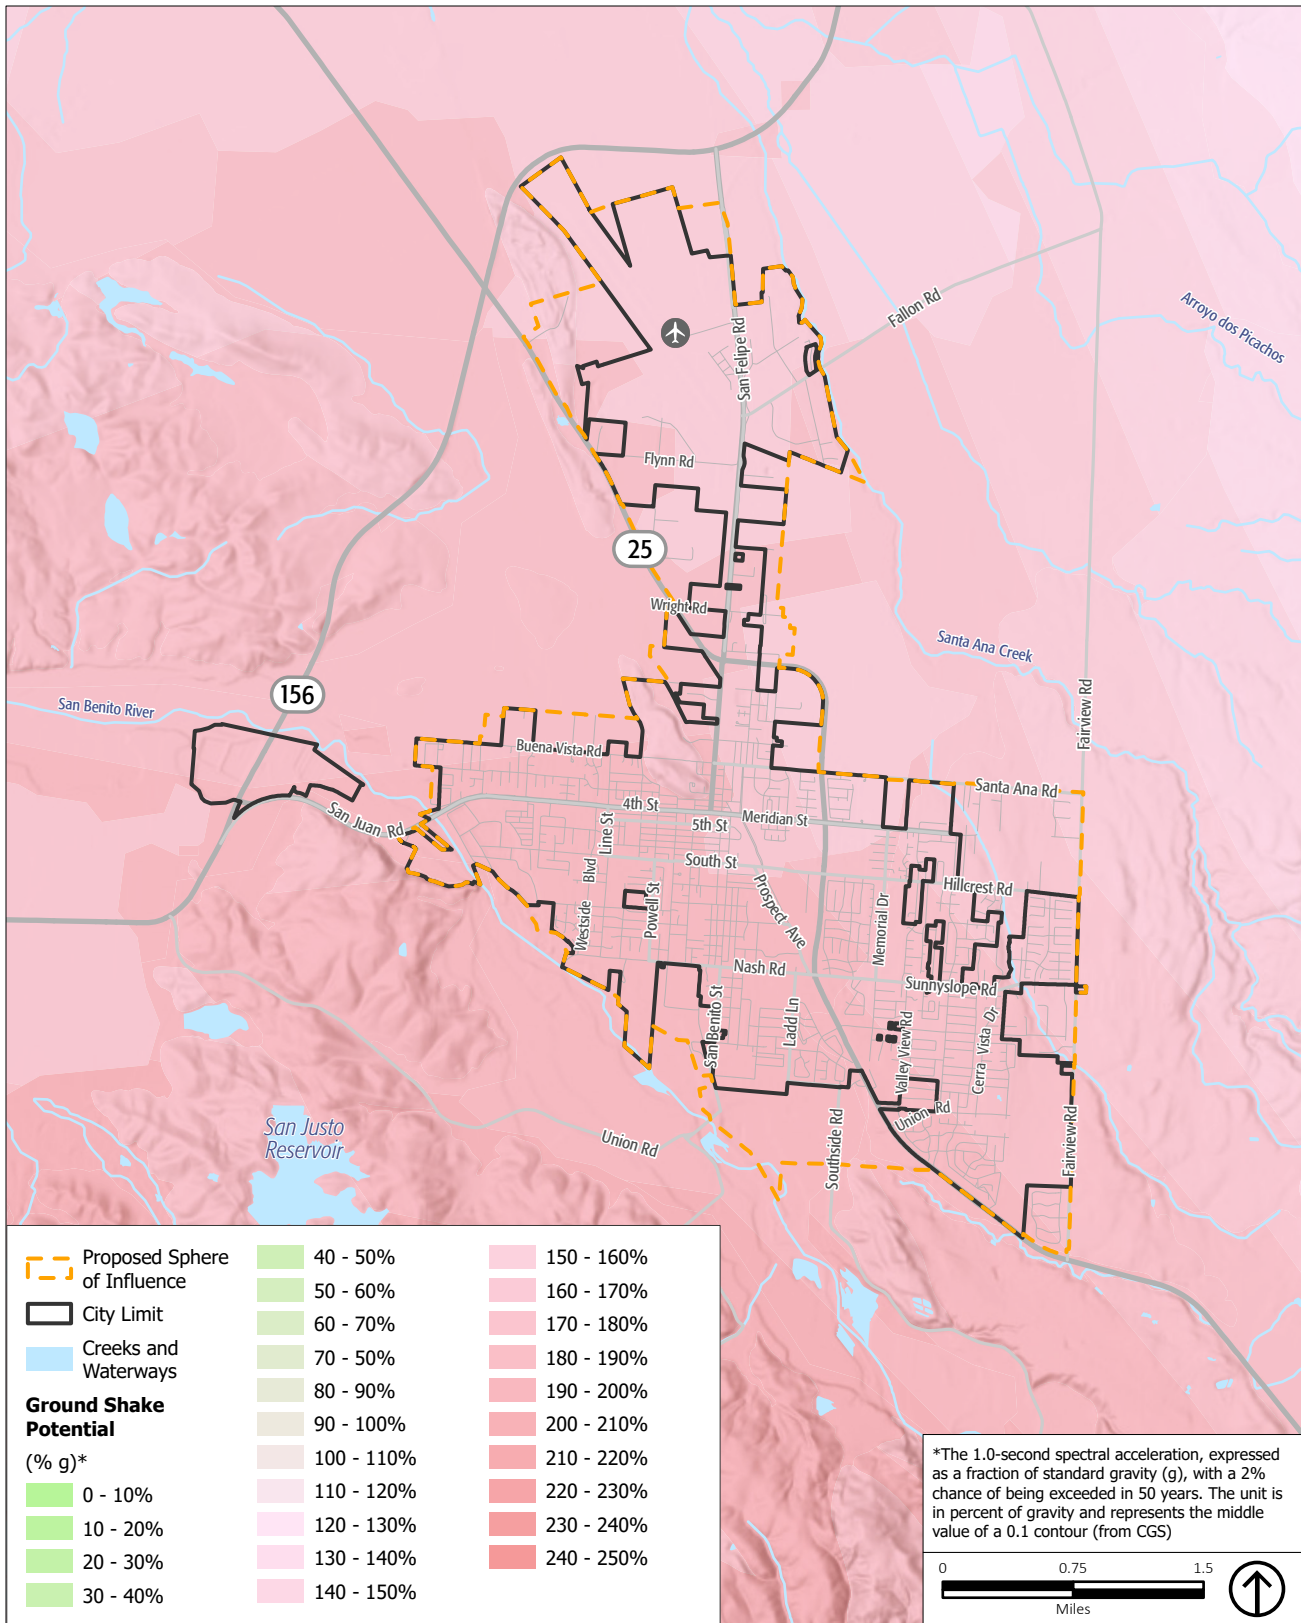 Arroyo dos Picachos
Fallon Rd
San Felipe Rd
Flynn Rd
25
Wright Rd
Santa Ana Creek
Fairview Rd
156
San Benito River
Buena Vista Rd
Santa Ana Rd
4th St
San Juan Rd
Line St
5th St
Meridian St
South St
Hillcrest Rd
Westside Blvd
Powell St
Prospect Ave
Memorial Dr
Nash Rd
Sunnyslope Rd
San Benito St
Ladd Ln
Valley View Rd
Cerra Vista Dr
San Justo
Reservoir
Union Rd
Union Rd
Southside Rd
Fairview Rd
Proposed Sphere
of Influence
City Limit
Creeks and
Waterways
Ground Shake
Potential
(% g)*
0 - 10%
10 - 20%
20 - 30%
30 - 40%
40 - 50%
50 - 60%
60 - 70%
70 - 50%
80 - 90%
90 - 100%
100 - 110%
110 - 120%
120 - 130%
130 - 140%
140 - 150%
150 - 160%
160 - 170%
170 - 180%
180 - 190%
190 - 200%
200 - 210%
210 - 220%
220 - 230%
230 - 240%
240 - 250%
*The 1.0-second spectral acceleration, expressed
as a fraction of standard gravity (g), with a 2%
chance of being exceeded in 50 years. The unit is
in percent of gravity and represents the middle
value of a 0.1 contour (from CGS)
0 0.75 1.5
Miles